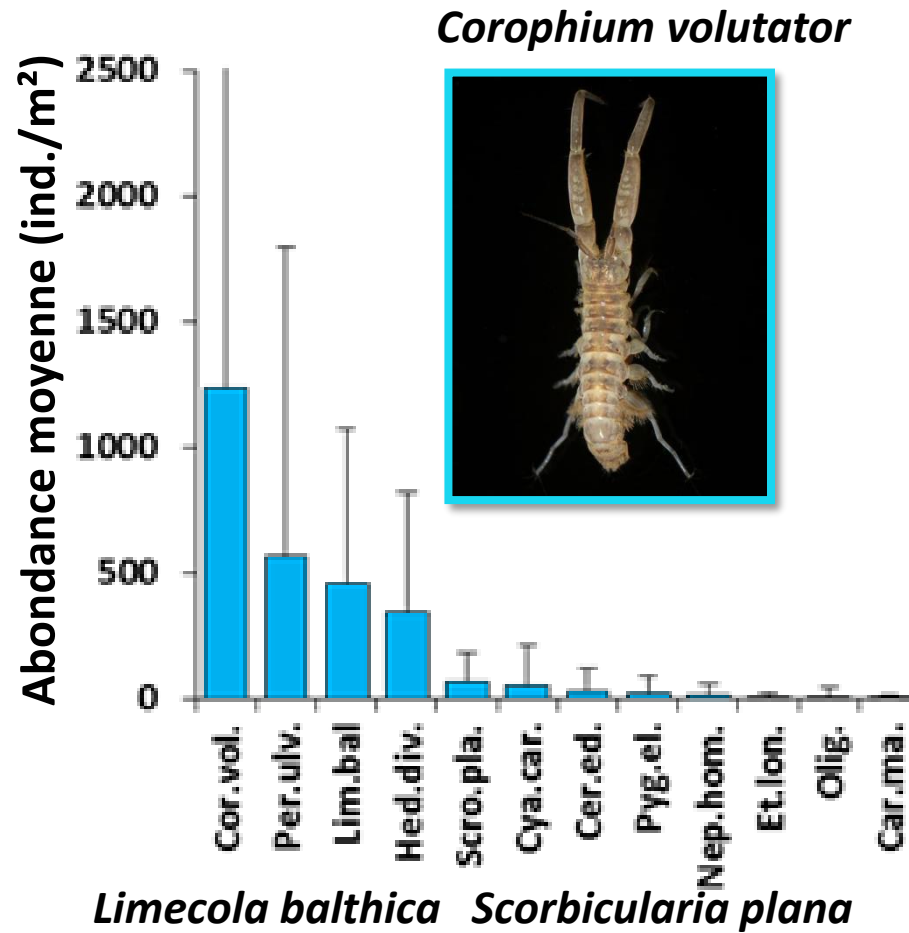 Corophium volutator
Abondance moyenne (ind./m²)
2500
2000
1500
1000
500
0
Cor.vol.
Per.ulv.
Lim.bal
Hed.div.
Scro.pla.
Cya.car.
Cer.ed.
Pyg.el.
Nep.hom.
Et.lon.
Olig.
Car.ma.
Limecola balthica Scorbicularia plana